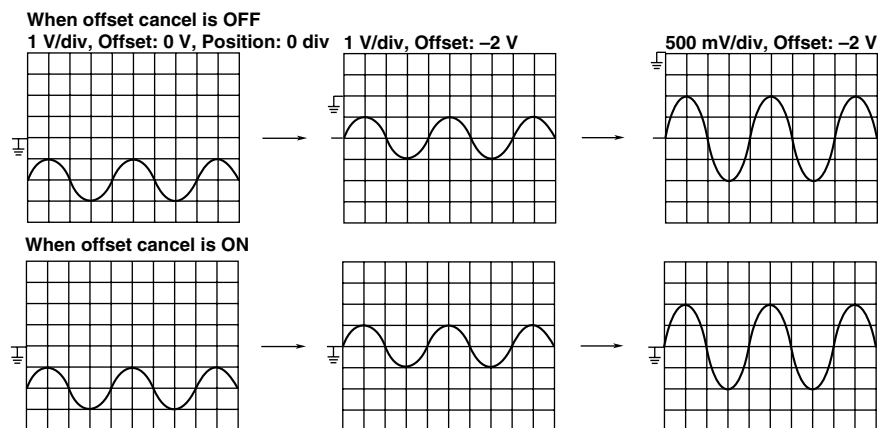 When offset cancel is OFF
1 V/div, Offset: 0 V, Position: 0 div 1 V/div, Offset: –2 V 500 mV/div, Offset: –2 V
When offset cancel is ON